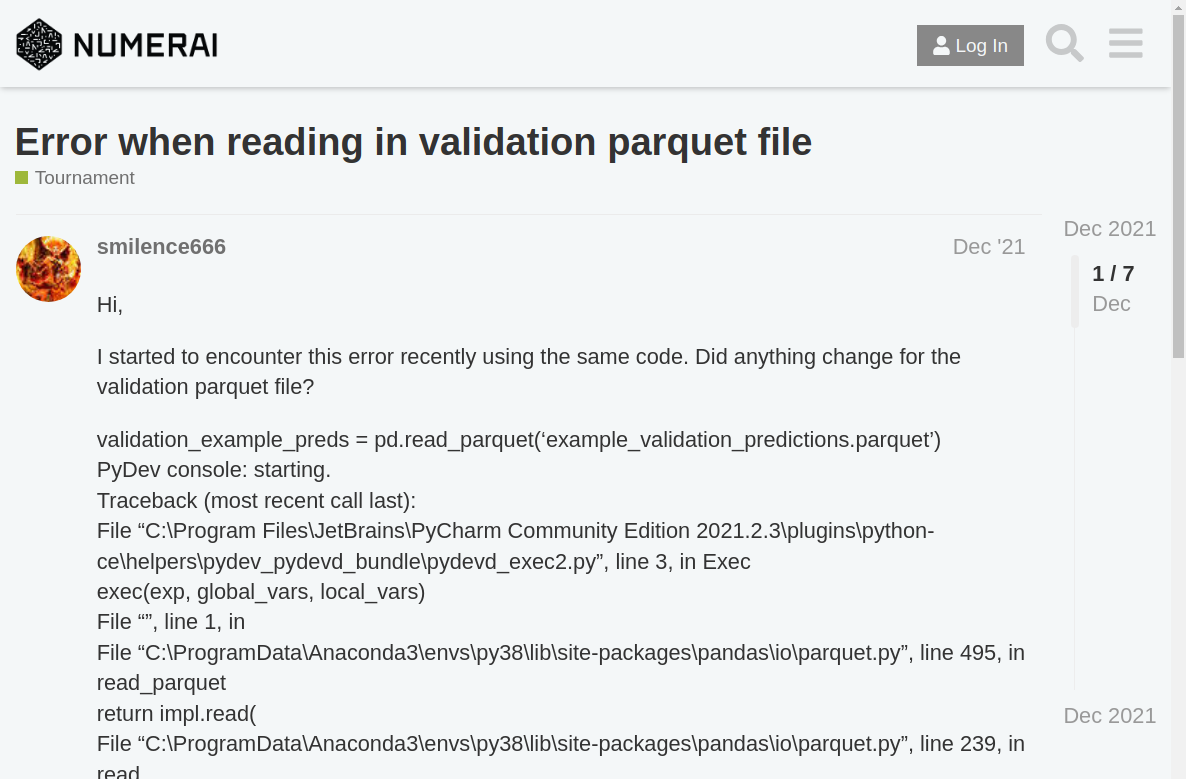 NUMERAI
Log In
Error when reading in validation parquet file
Tournament
smilence666
Dec '21
Hi,
I started to encounter this error recently using the same code. Did anything change for the
validation parquet file?
validation_example_preds = pd.read_parquet(‘example_validation_predictions.parquet’)
PyDev console: starting.
Traceback (most recent call last):
File “C:\Program Files\JetBrains\PyCharm Community Edition 2021.2.3\plugins\python-
ce\helpers\pydev_pydevd_bundle\pydevd_exec2.py”, line 3, in Exec
exec(exp, global_vars, local_vars)
File “”, line 1, in
File “C:\ProgramData\Anaconda3\envs\py38\lib\site-packages\pandas\io\parquet.py”, line 495, in
read_parquet
return impl.read(
File “C:\ProgramData\Anaconda3\envs\py38\lib\site-packages\pandas\io\parquet.py”, line 239, in
read
Dec 2021
1 / 7
Dec
Dec 2021